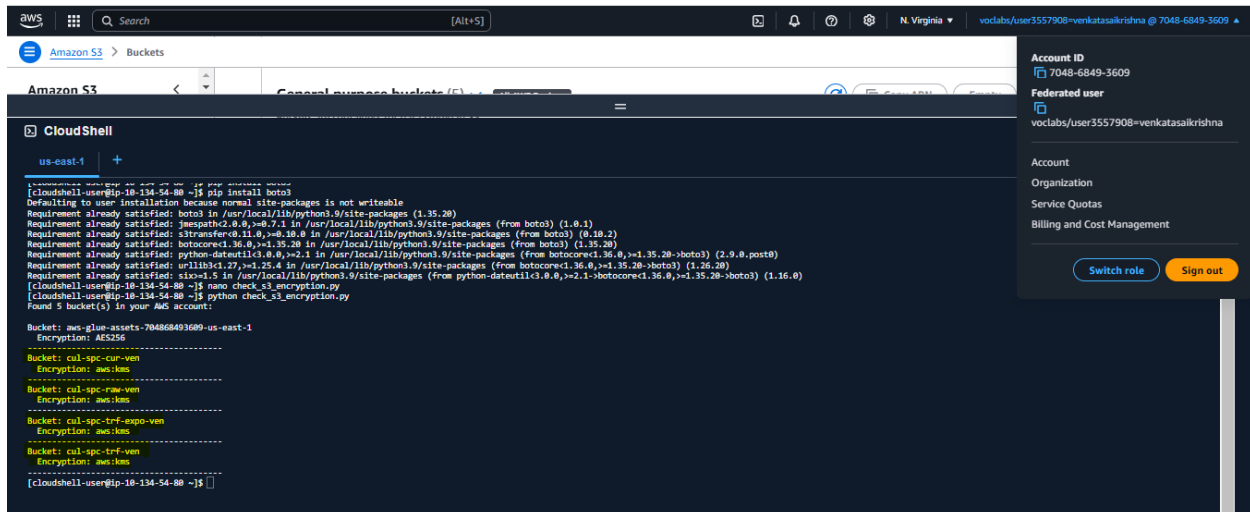 aws
Search
[Alt+S]
N. Virginia
voclabs/user3557908=venkatasaikrishna @ 7048-6849-3609
Amazon S3 > Buckets
Amazon S3
General purpose buckets (5)
Account ID
7048-6849-3609
Federated user
voclabs/user3557908=venkatasaikrishna
Account
Organization
Service Quotas
Billing and Cost Management
Switch role
Sign out
CloudShell
us-east-1
+
[cloudshell-user@ip-10-134-54-80 ~]$ pip install boto3
[cloudshell-user@ip-10-134-54-80 ~]$ pip install boto3
Defaulting to user installation because normal site-packages is not writeable
Requirement already satisfied: boto3 in /usr/local/lib/python3.9/site-packages (1.35.20)
Requirement already satisfied: jmespath<2.0.0,>=0.7.1 in /usr/local/lib/python3.9/site-packages (from boto3) (1.0.1)
Requirement already satisfied: s3transfer<0.11.0,>=0.10.0 in /usr/local/lib/python3.9/site-packages (from boto3) (0.10.2)
Requirement already satisfied: botocore<1.36.0,>=1.35.20 in /usr/local/lib/python3.9/site-packages (from boto3) (1.35.20)
Requirement already satisfied: python-dateutil<3.0.0,>=2.1 in /usr/local/lib/python3.9/site-packages (from botocore<1.36.0,>=1.35.20->boto3) (2.9.0.post0)
Requirement already satisfied: urllib3<1.27,>=1.25.4 in /usr/local/lib/python3.9/site-packages (from botocore<1.36.0,>=1.35.20->boto3) (1.26.20)
Requirement already satisfied: six>=1.5 in /usr/local/lib/python3.9/site-packages (from python-dateutil<3.0.0,>=2.1->botocore<1.36.0,>=1.35.20->boto3) (1.16.0)
[cloudshell-user@ip-10-134-54-80 ~]$ nano check_s3_encryption.py
[cloudshell-user@ip-10-134-54-80 ~]$ python check_s3_encryption.py
Found 5 bucket(s) in your AWS account:
Bucket: aws-glue-assets-704868493609-us-east-1
Encryption: AES256
----------------------------------------
Bucket: cul-spc-cur-ven
Encryption: aws:kms
----------------------------------------
Bucket: cul-spc-raw-ven
Encryption: aws:kms
----------------------------------------
Bucket: cul-spc-trf-expo-ven
Encryption: aws:kms
----------------------------------------
Bucket: cul-spc-trf-ven
Encryption: aws:kms
----------------------------------------
[cloudshell-user@ip-10-134-54-80 ~]$